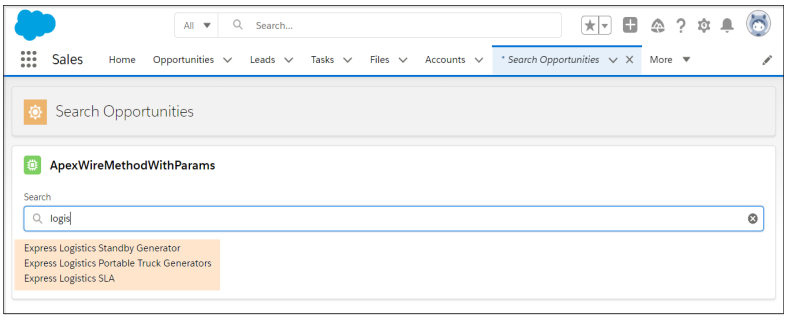 All
Search...
Sales Home Opportunities Leads Tasks Files Accounts * Search Opportunities More
Search Opportunities
ApexWireMethodWithParams
Search
logis
Express Logistics Standby Generator
Express Logistics Portable Truck Generators
Express Logistics SLA